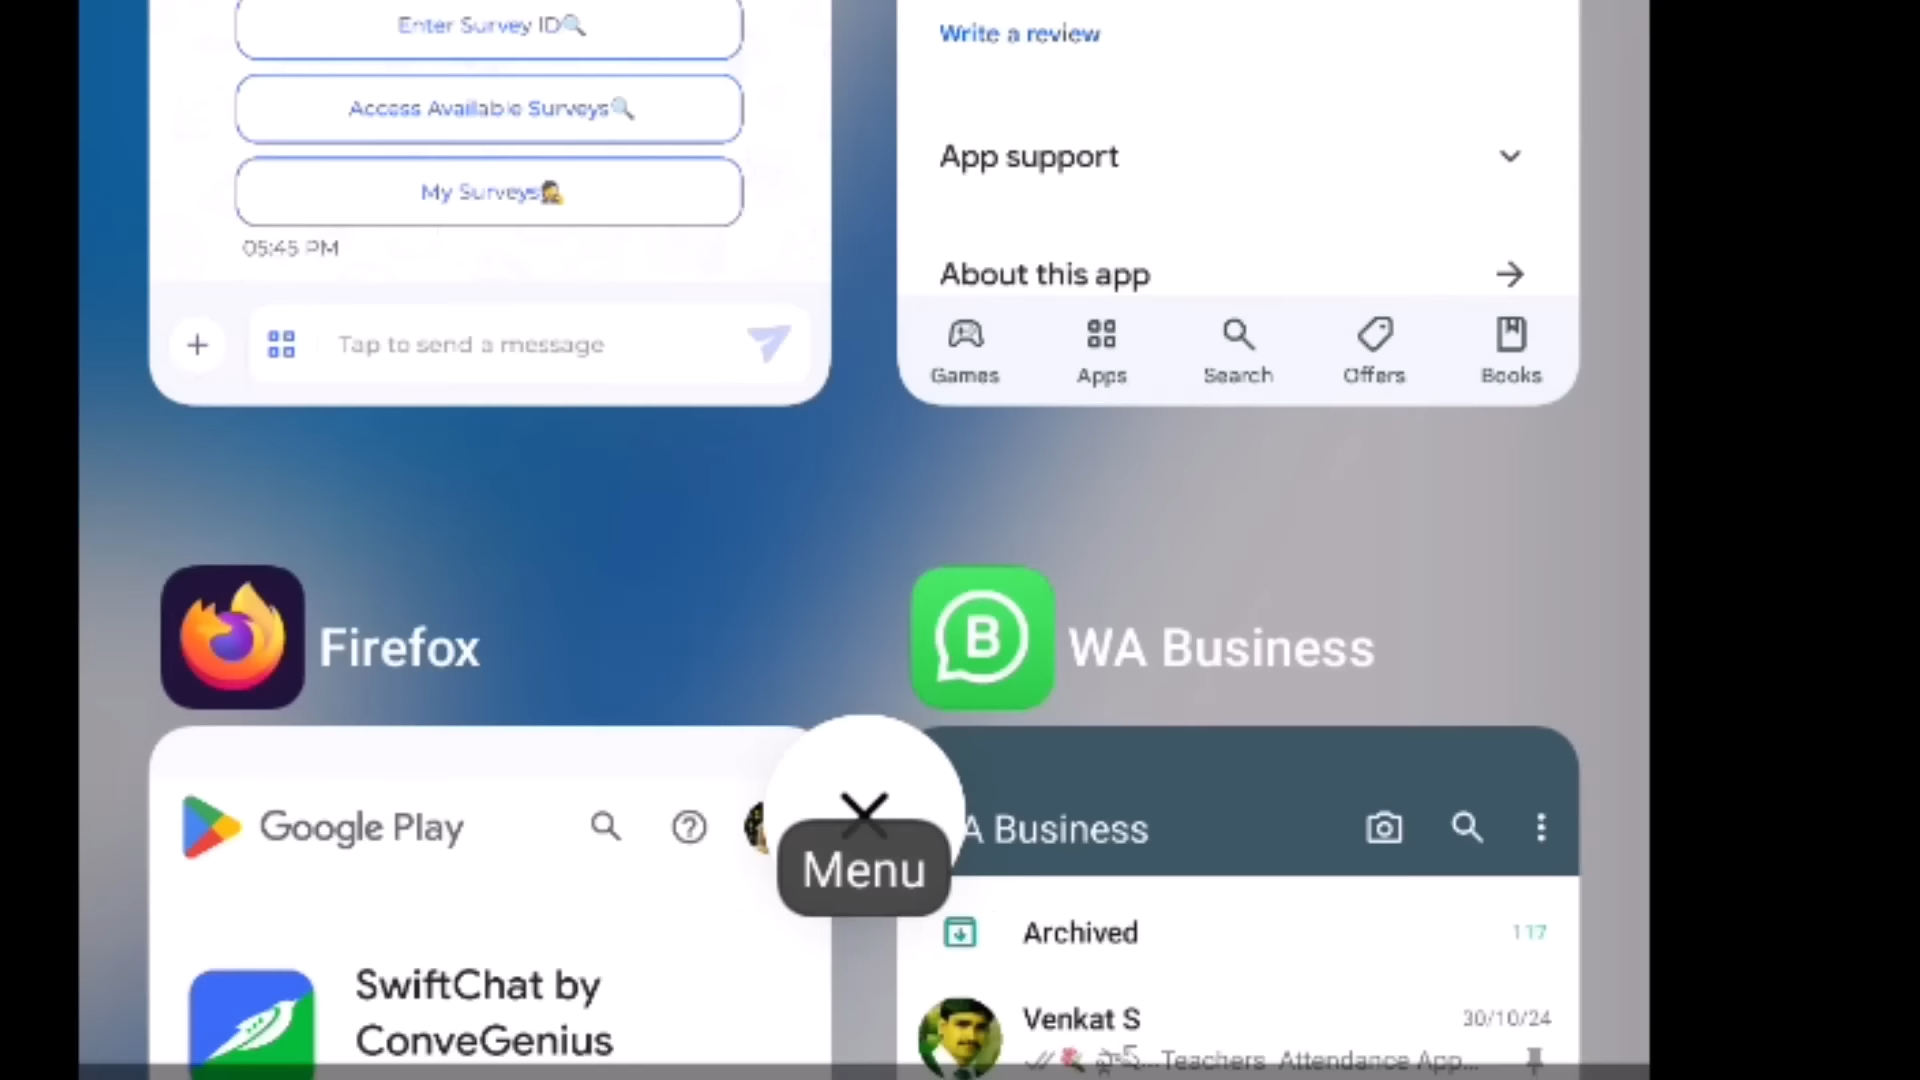 Enter Survey ID🔍
Access Available Surveys🔍
My Surveys🕵
05:45 PM
Tap to send a message
Write a review
App support
About this app
Games
Apps
Search
Offers
Books
Firefox
WA Business
Google Play
SwiftChat by
ConveGenius
Menu
A Business
Archived
117
Venkat S
30/10/24
ఫ్లాష్...Teachers Attendance App...